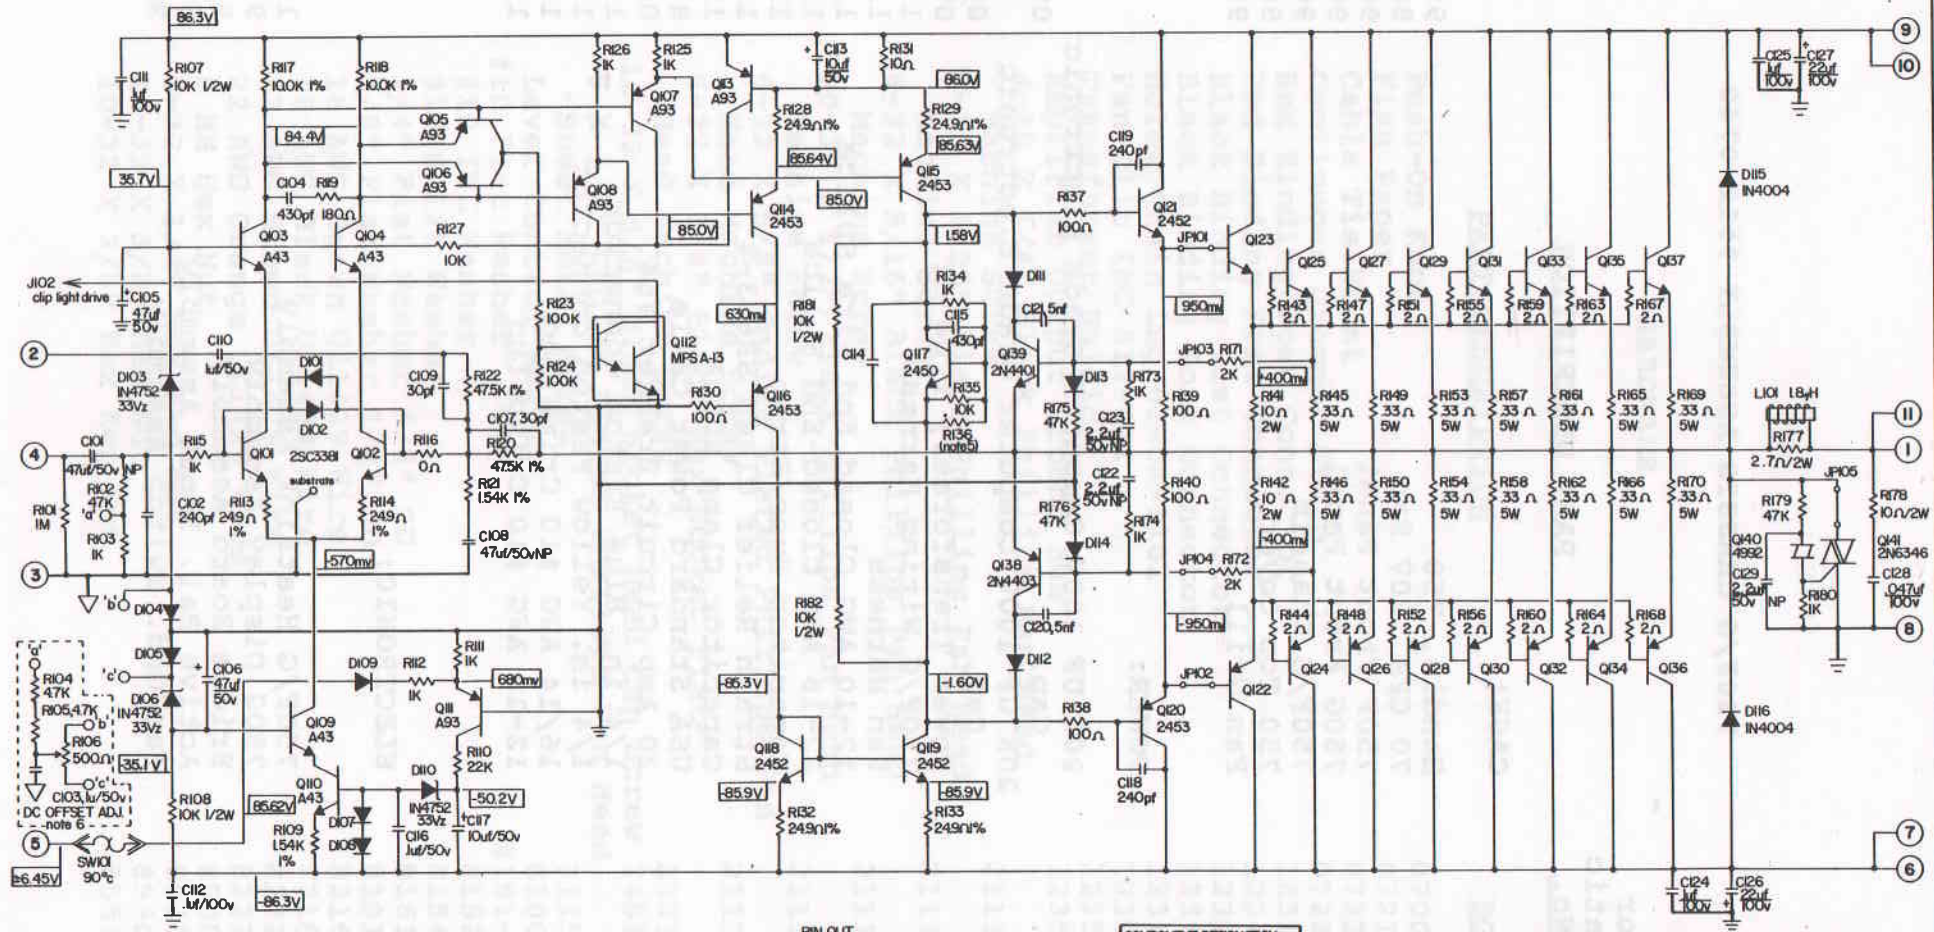 86.3V
R107
10K 1/2W
C111
.1uf
100v
R117
10.0K 1%
R118
10.0K 1%
84.4V
35.7V
Q105
A93
Q106
A93
C104
430pf
R119
180Ω
Q103
A43
Q104
A43
R127
10K
J102
clip light drive
C105
47uf
50v
R126
1K
R125
1K
Q107
A93
Q108
A93
Q113
A93
C113
10uf
50v
R131
10Ω
86.0V
R128
24.9Ω1%
R129
24.9Ω1%
85.64V
85.63V
Q114
2453
Q115
2453
85.0V
85.0V
1.58V
R123
100K
R124
100K
Q112
MPS A-13
630mv
R181
10K
1/2W
R130
100Ω
Q116
2453
R134
1K
C115
430pf
C114
Q117
2450
R135
10K
R136
(note5)
2
C110
1uf/50v
D103
IN4752
33Vz
D101
D102
C109
30pf
R122
47.5K 1%
C107, 30pf
R120
47.5K 1%
4
C101
47uf/50v NP
R115
1K
Q101
2SC3381
Q102
substrate
R116
0Ω
R101
1M
R102
47K
'a'
R103
1K
C102
240pf
R113
249Ω
1%
R114
249Ω
1%
R121
1.54K 1%
C108
47uf/50vNP
-570mv
3
'b'
D104
D105
'c'
D106
IN4752
33Vz
C106
47uf
50v
'a'
R104
4.7K
R105,4.7K
'b'
R106
500Ω
'c'
C103,.1u/50v
DC OFFSET ADJ.
note 6
5
±6.45V
SW101
90°c
-35.1V
R108
10K 1/2W
C112
.1uf/100v
-86.3V
85.62V
Q109
A43
Q110
A43
R109
1.54K
1%
D107
D108
D109
R112
1K
R111
1K
680mv
Q111
A93
R110
22K
D110
IN4752
33Vz
-50.2V
C116
.1uf/50v
C117
10uf/50v
R182
10K
1/2W
-85.3V
-1.60V
Q118
2452
Q119
2452
-85.9V
-85.9V
R132
24.9Ω1%
R133
24.9Ω1%
D111
C121,5nf
Q139
2N4401
D113
R175
47K
R173
1K
C123
2.2uf
50vNP
C122
2.2uf
50vNP
R176
47K
D114
R174
1K
Q138
2N4403
C120,5nf
D112
R137
100Ω
C119
240pf
Q121
2452
JP101
950mv
JP103
R171
2K
R139
100Ω
R140
100Ω
JP104
R172
2K
-950mv
JP102
R138
100Ω
Q120
2453
C118
240pf
Q123
+400mv
R141
10Ω
2W
R142
10Ω
2W
-400mv
Q122
Q125
Q127
Q129
Q131
Q133
Q135
Q137
R143
2Ω
R147
2Ω
R151
2Ω
R155
2Ω
R159
2Ω
R163
2Ω
R167
2Ω
R145
.33Ω
5W
R149
.33Ω
5W
R153
.33Ω
5W
R157
.33Ω
5W
R161
.33Ω
5W
R165
.33Ω
5W
R169
.33Ω
5W
R146
.33Ω
5W
R150
.33Ω
5W
R154
.33Ω
5W
R158
.33Ω
5W
R162
.33Ω
5W
R166
.33Ω
5W
R170
.33Ω
5W
R144
2Ω
R148
2Ω
R152
2Ω
R156
2Ω
R160
2Ω
R164
2Ω
R168
2Ω
Q124
Q126
Q128
Q130
Q132
Q134
Q136
9
10
C125
.1uf
100v
C127
22uf
100v
D115
IN4004
L101 1.8uH
R177
2.7Ω/2W
11
1
JP105
R179
47K
R178
10Ω/2W
Q140
4992
Q141
2N6346
C129
2.2uf
50v NP
R180
1K
C128
.047uf
100v
8
D116
IN4004
7
6
C124
.1uf
100v
C126
22uf
100v
PIN OUT